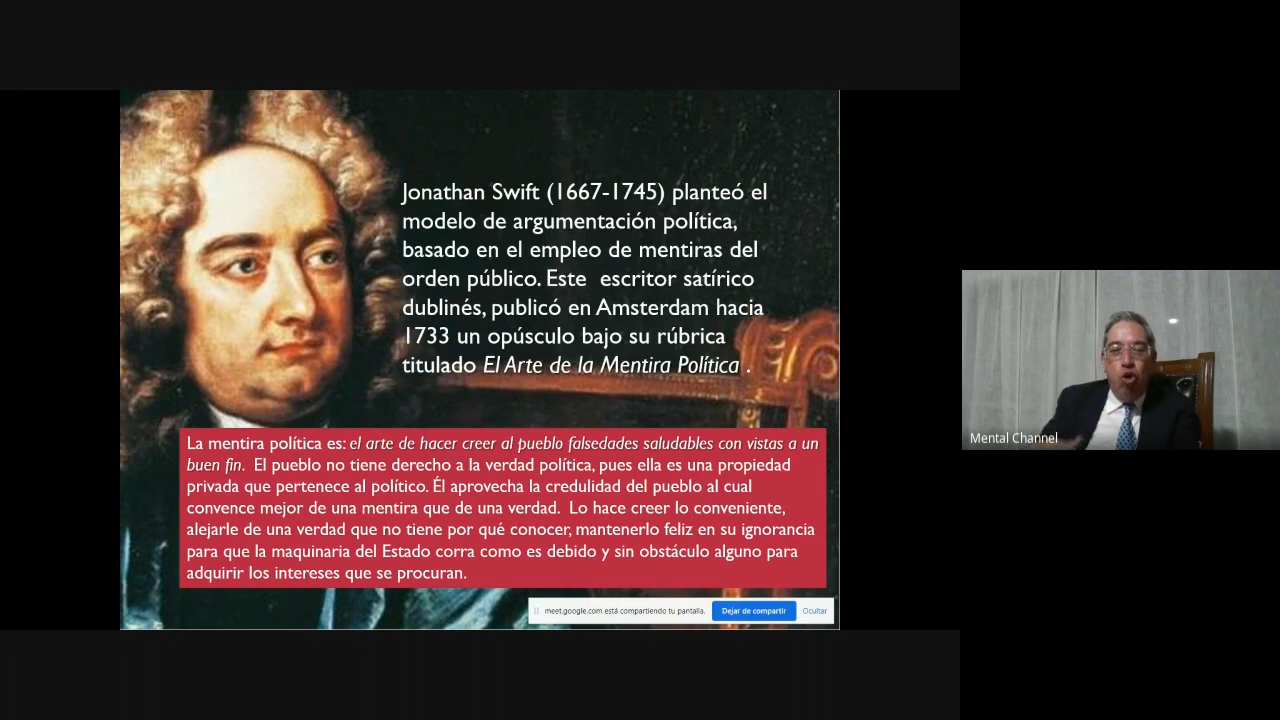 Jonathan Swift (1667-1745) planteó el
modelo de argumentación política,
basado en el empleo de mentiras del
orden público. Este  escritor satírico
dublinés, publicó en Amsterdam hacia
1733 un opúsculo bajo su rúbrica
titulado El Arte de la Mentira Política .
La mentira política es: el arte de hacer creer al pueblo falsedades saludables con vistas a un
buen fin.  El pueblo no tiene derecho a la verdad política, pues ella es una propiedad
privada que pertenece al político. Él aprovecha la credulidad del pueblo al cual
convence mejor de una mentira que de una verdad.  Lo hace creer lo conveniente,
alejarle de una verdad que no tiene por qué conocer, mantenerlo feliz en su ignorancia
para que la maquinaria del Estado corra como es debido y sin obstáculo alguno para
adquirir los intereses que se procuran.
meet.google.com está compartiendo tu pantalla. Dejar de compartir Ocultar
Mental Channel